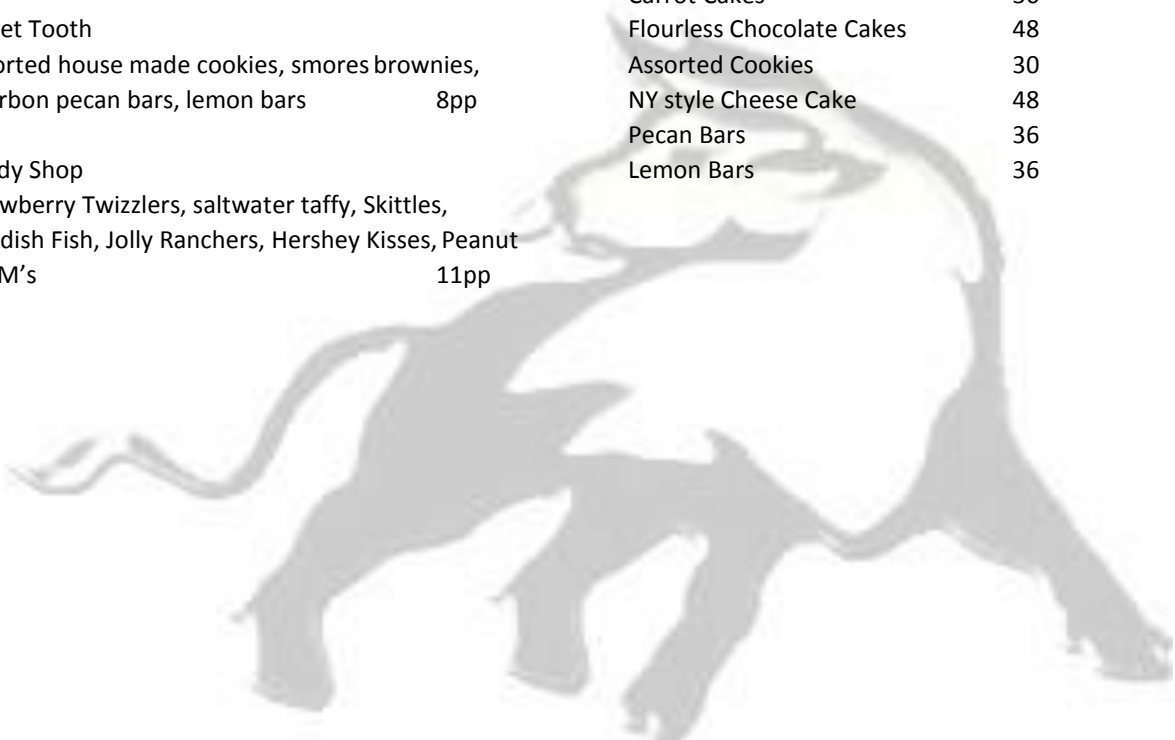 et Tooth
orted house made cookies, smores brownies,
rbon pecan bars, lemon bars 8pp
dy Shop
wberry Twizzlers, saltwater taffy, Skittles,
dish Fish, Jolly Ranchers, Hershey Kisses, Peanut
M’s 11pp
Carrot Cakes
Flourless Chocolate Cakes 48
Assorted Cookies 30
NY style Cheese Cake 48
Pecan Bars 36
Lemon Bars 36